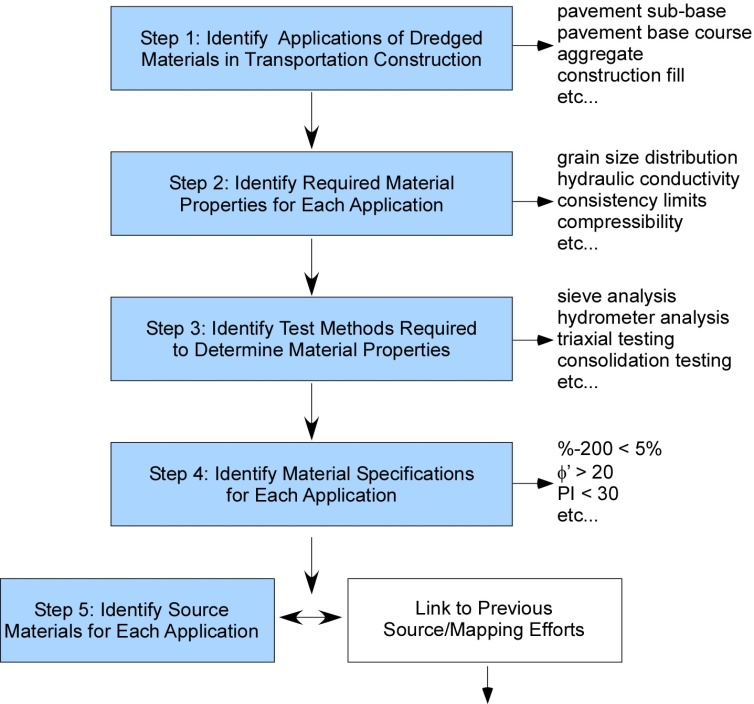 Step 1: Identify Applications of Dredged
Materials in Transportation Construction
pavement sub-base
pavement base course
aggregate
construction fill
etc...
Step 2: Identify Required Material
Properties for Each Application
grain size distribution
hydraulic conductivity
consistency limits
compressibility
etc...
Step 3: Identify Test Methods Required
to Determine Material Properties
sieve analysis
hydrometer analysis
triaxial testing
consolidation testing
etc...
Step 4: Identify Material Specifications
for Each Application
%-200 < 5%
ϕ’ > 20
PI < 30
etc...
Step 5: Identify Source
Materials for Each Application
Link to Previous
Source/Mapping Efforts